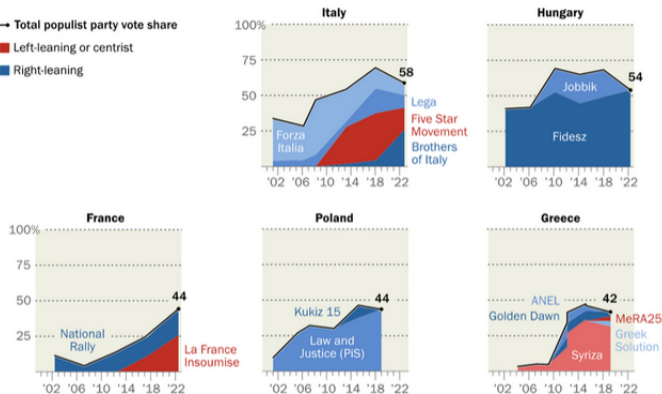 Total populist party vote share
Left-leaning or centrist
Right-leaning
Italy
100%
75
50
25
58
Lega
Five Star
Movement
Brothers
of Italy
Forza
Italia
'02 '06 '10 '14 '18 '22
Hungary
54
Jobbik
Fidesz
'02 '06 '10 '14 '18 '22
France
100%
75
50
25
44
National
Rally
La France
Insoumise
'02 '06 '10 '14 '18 '22
Poland
44
Kukiz 15
Law and
Justice (PiS)
'02 '06 '10 '14 '18 '22
Greece
42
ANEL
Golden Dawn
MeRA25
Greek
Solution
Syriza
'02 '06 '10 '14 '18 '22